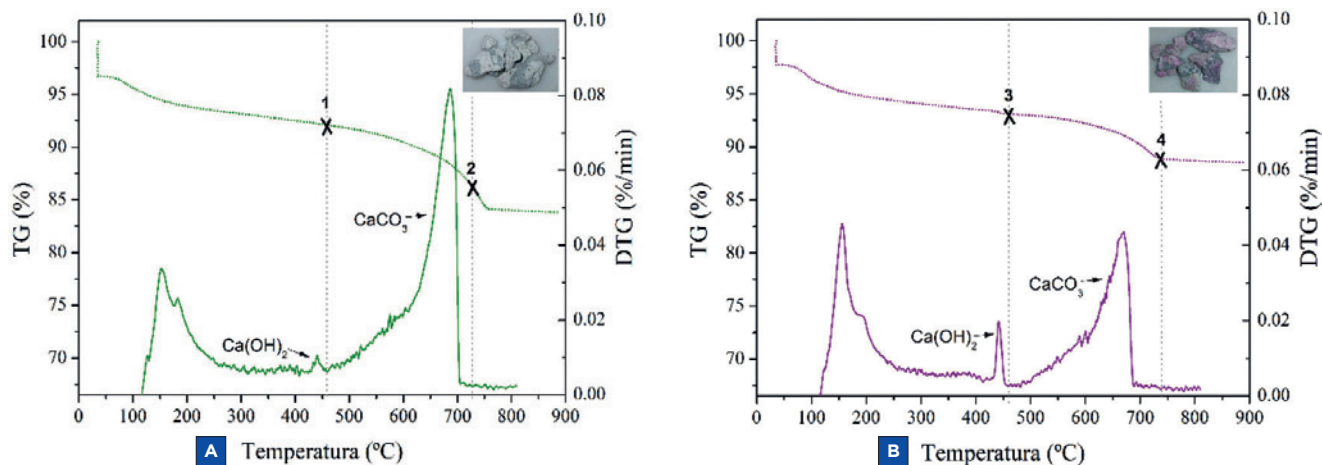 TG (%)
100
95
90
85
80
75
70
1
2
CaCO3
Ca(OH)2
0.10
0.08
0.06
0.04
0.02
0.00
DTG (%/min)
0 100 200 300 400 500 600 700 800 900
A Temperatura (ºC)
TG (%)
100
95
90
85
80
75
70
3
4
CaCO3
Ca(OH)2
0.10
0.08
0.06
0.04
0.02
0.00
DTG (%/min)
0 100 200 300 400 500 600 700 800 900
B Temperatura (ºC)